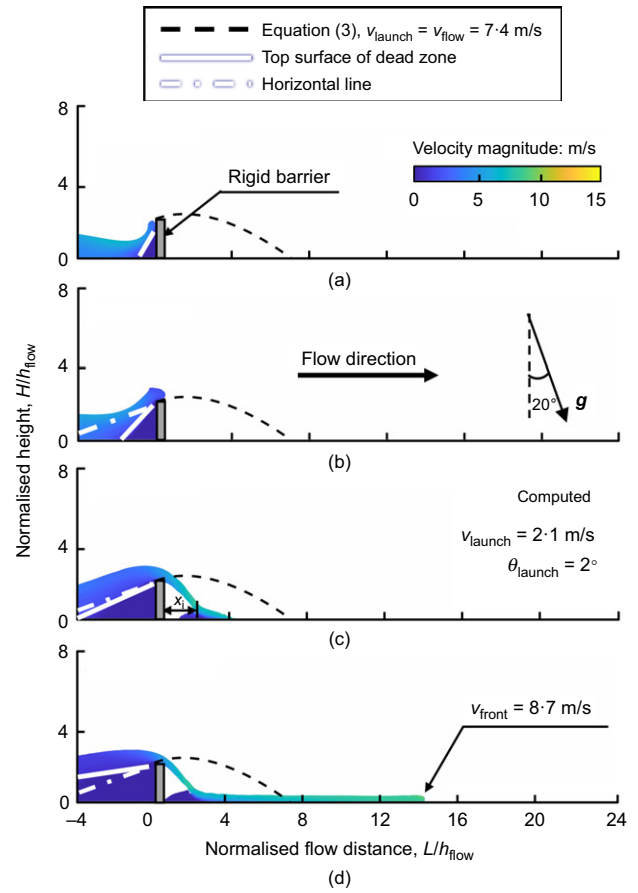 Equation (3), v_launch = v_flow = 7·4 m/s
Top surface of dead zone
Horizontal line
8
4
0
Rigid barrier
Velocity magnitude: m/s
0 5 10 15
(a)
8
4
0
Flow direction
20°
g
(b)
Normalised height, H/h_flow
8
4
0
x_i
Computed
v_launch = 2·1 m/s
θ_launch = 2°
(c)
8
4
0
v_front = 8·7 m/s
–4 0 4 8 12 16 20 24
Normalised flow distance, L/h_flow
(d)